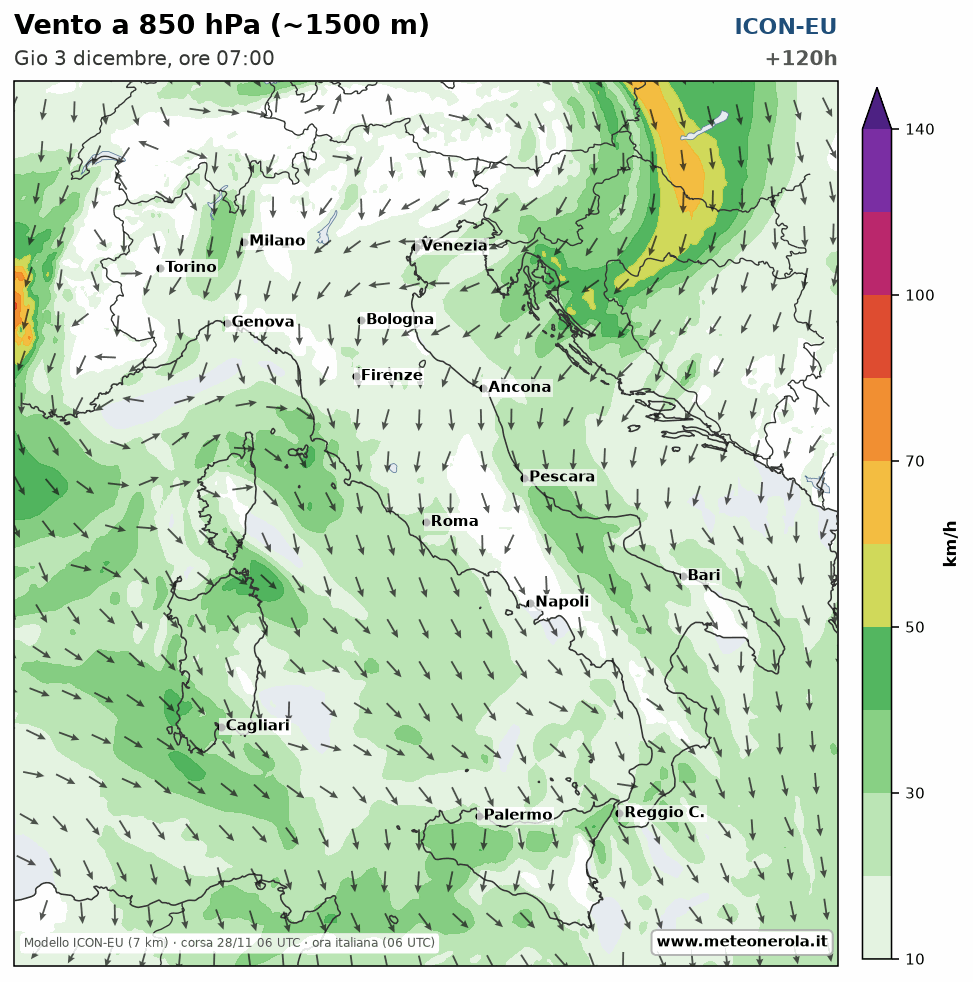 Vento a 850 hPa (~1500 m)
ICON-EU
Gio 3 dicembre, ore 07:00
+120h
Milano
Venezia
Torino
Genova
Bologna
Firenze
Ancona
Pescara
Roma
Bari
Napoli
Cagliari
Palermo
Reggio C.
140
100
70
50
30
10
km/h
Modello ICON-EU (7 km) · corsa 28/11 06 UTC · ora italiana (06 UTC)
www.meteonerola.it